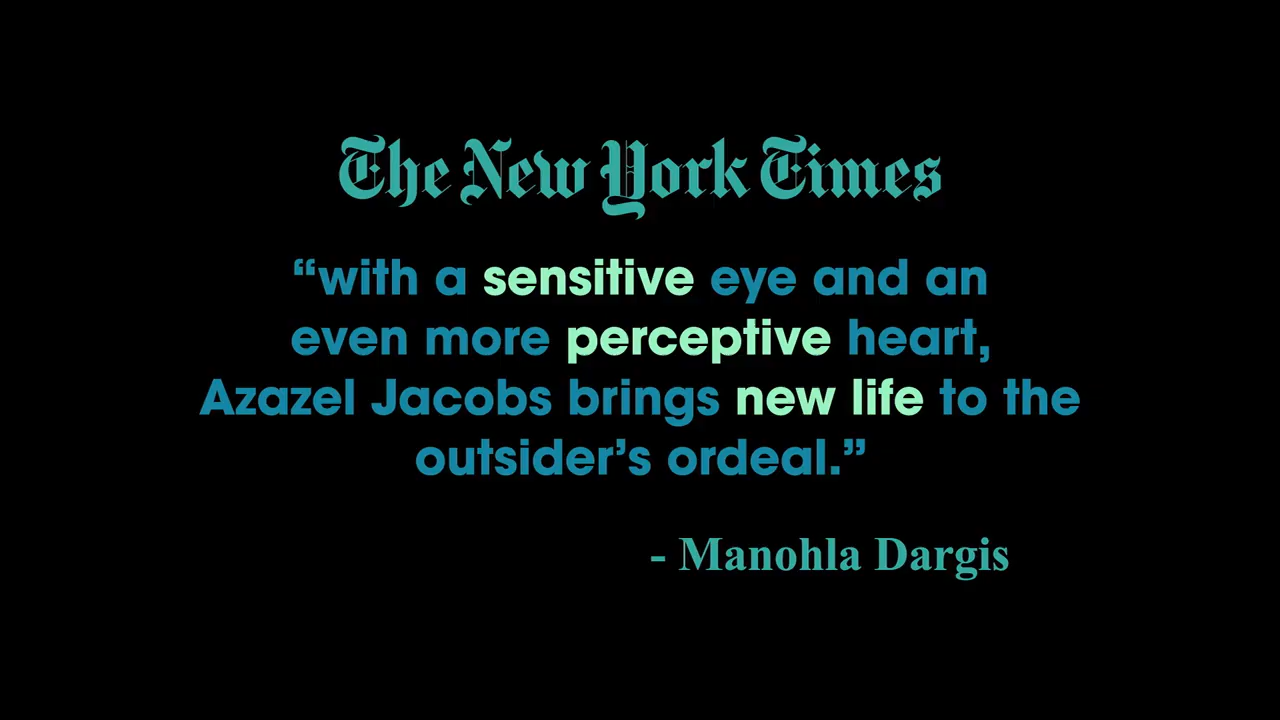 The New York Times
“with a sensitive eye and an
even more perceptive heart,
Azazel Jacobs brings new life to the
outsider’s ordeal.”
- Manohla Dargis